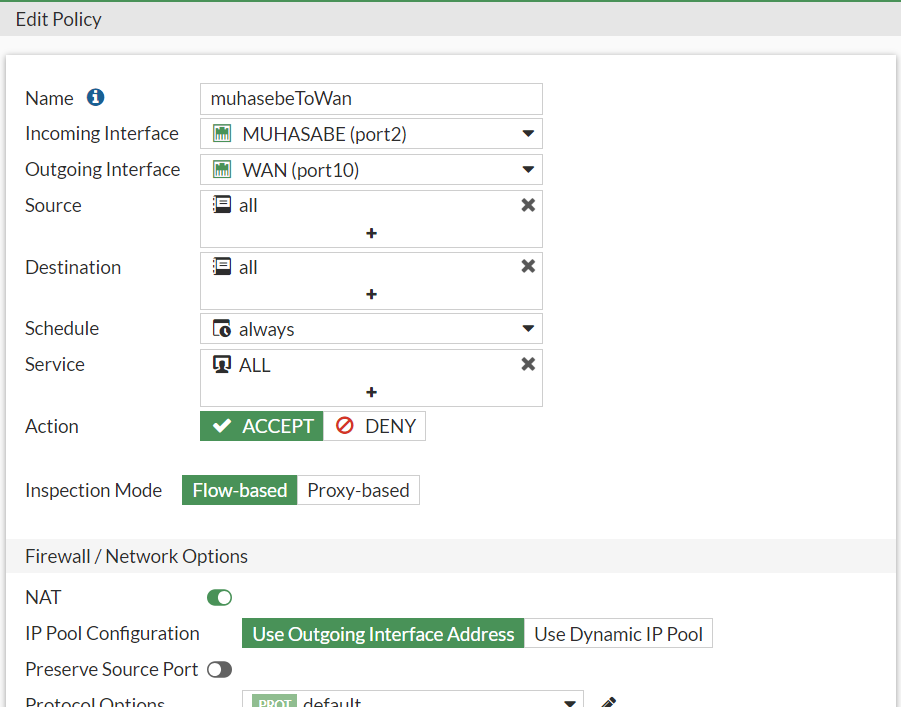 Edit Policy
Name muhasebeToWan
Incoming Interface MUHASABE (port2)
Outgoing Interface WAN (port10)
Source all
+
Destination all
+
Schedule always
Service ALL
+
Action ACCEPT DENY
Inspection Mode Flow-based Proxy-based
Firewall / Network Options
NAT
IP Pool Configuration Use Outgoing Interface Address Use Dynamic IP Pool
Preserve Source Port
Protocol Options PROT default